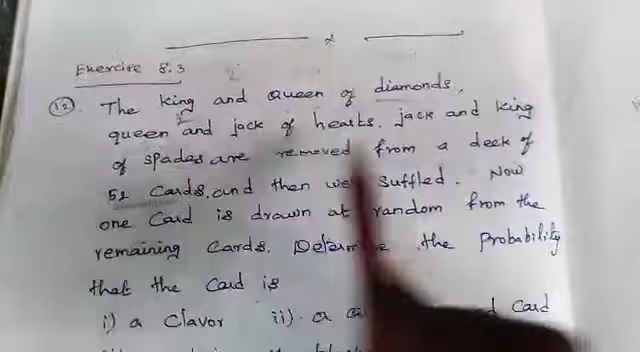 Exercise 8.3
12. The king and queen of diamonds,
queen and jack of hearts, jack and king
of spades are removed from a deck of
52 cards, and then we suffled. Now
one card is drawn at random from the
remaining cards. Determine the probability
that the card is
i) a Clavor ii). a card